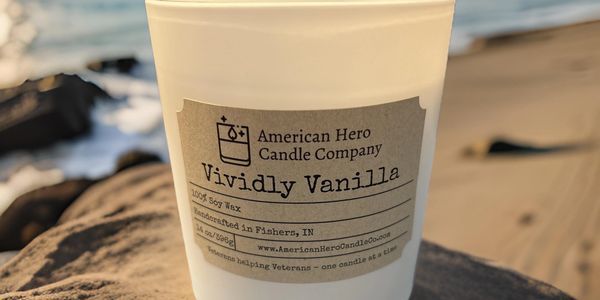 American Hero
Candle Company
Vividly Vanilla
100% Soy Wax
Handcrafted in Fishers, IN
14 oz/396g
www.AmericanHeroCandleCo.com
Veterans helping Veterans - one candle at a time